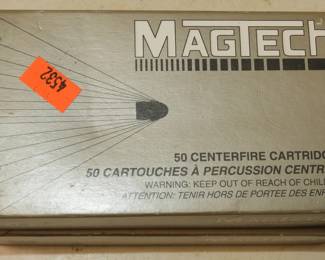 MAGTECH
45362
50 CENTERFIRE CARTRIDG
50 CARTOUCHES À PERCUSSION CENTR
WARNING: KEEP OUT OF REACH OF CHIL
ATTENTION: TENIR HORS DE PORTEE DES ENF